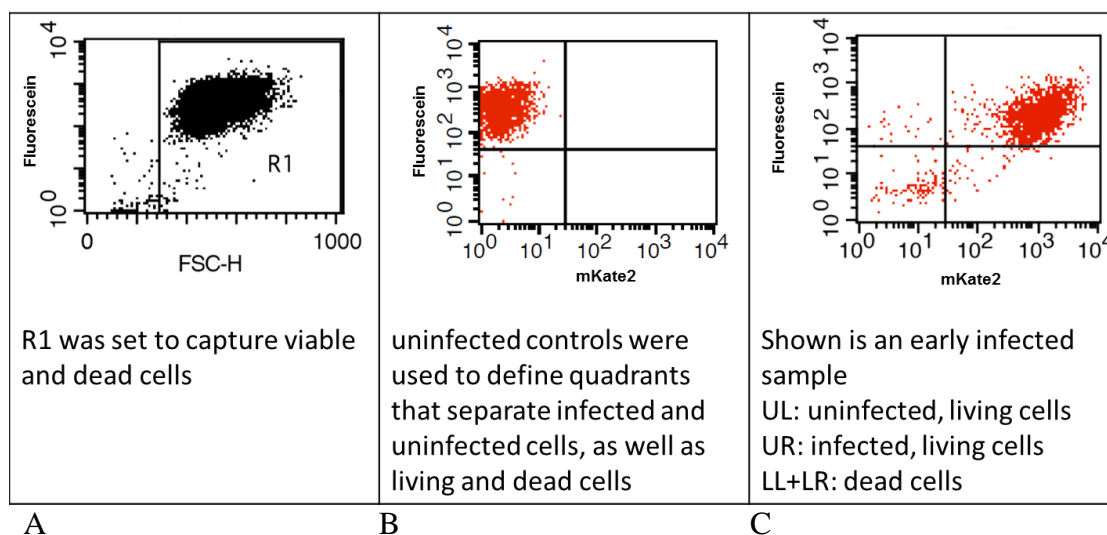 10^4
Fluorescein
R1
10^0
0
1000
FSC-H
R1 was set to capture viable
and dead cells
A
10^4
10^3
Fluorescein
10^2
10^1
10^0
10^0 10^1 10^2 10^3 10^4
mKate2
uninfected controls were
used to define quadrants
that separate infected and
uninfected cells, as well as
living and dead cells
B
10^4
10^3
Fluorescein
10^2
10^1
10^0
10^0 10^1 10^2 10^3 10^4
mKate2
Shown is an early infected
sample
UL: uninfected, living cells
UR: infected, living cells
LL+LR: dead cells
C